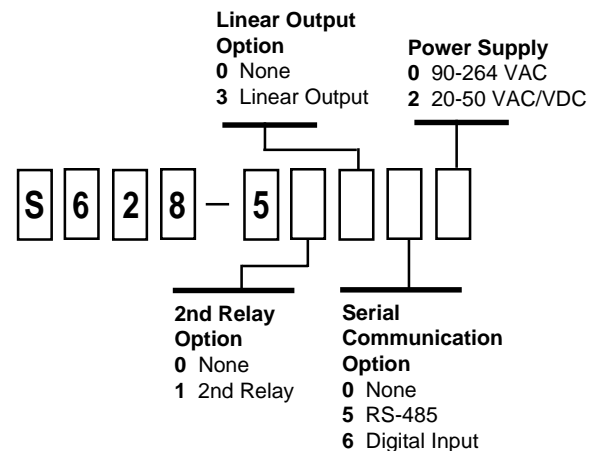 Linear Output
Option
0 None
3 Linear Output
Power Supply
0 90-264 VAC
2 20-50 VAC/VDC
S 6 2 8 – 5
2nd Relay
Option
0 None
1 2nd Relay
Serial
Communication
Option
0 None
5 RS-485
6 Digital Input